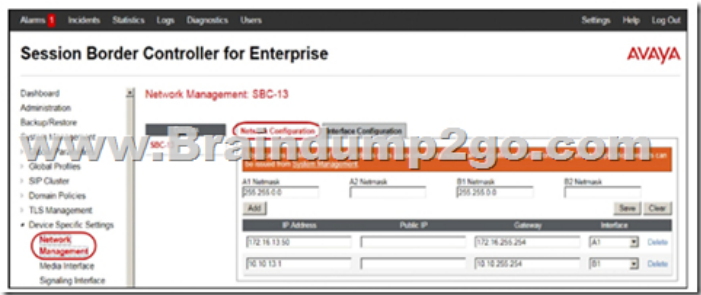 Alarms 1 Incidents Statistics Logs Diagnostics Users Settings Help Log Out
Session Border Controller for Enterprise
AVAYA
Dashboard
Administration
Backup/Restore
System Management
Global Profiles
SIP Cluster
Domain Policies
TLS Management
Device Specific Settings
Network
Management
Media Interface
Signaling Interface
Network Management: SBC-13
Network Configuration Interface Configuration
www.Braindump2go.com
be issued from System Management.
A1 Netmask A2 Netmask B1 Netmask B2 Netmask
255.255.0.0 255.255.0.0
Add Save Clear
IP Address Public IP Gateway Interface
172.16.13.50 172.16.255.254 A1 Delete
10.10.13.1 10.10.255.254 B1 Delete